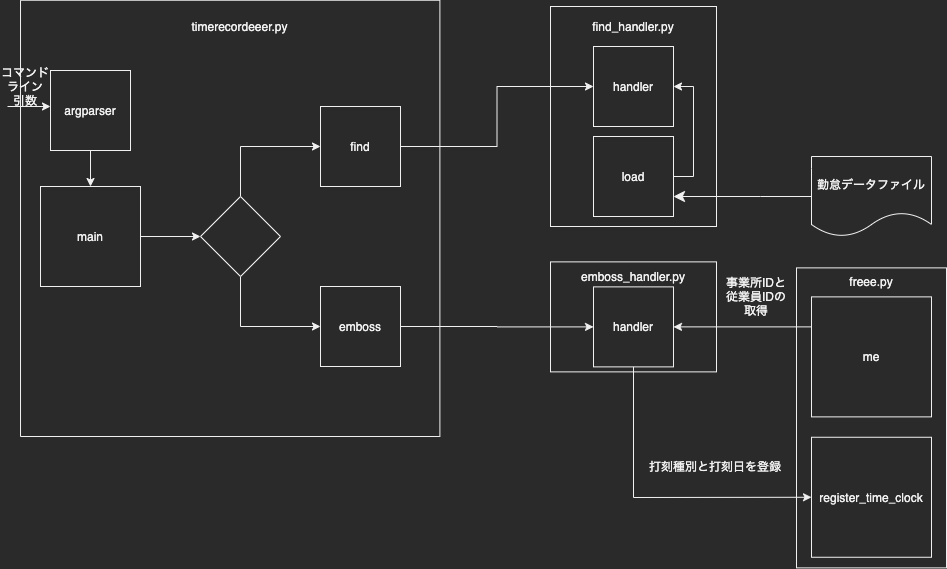 timerecordeeer.py
コマンド
ライン
引数
argparser
main
find
emboss
find_handler.py
handler
load
勤怠データファイル
emboss_handler.py
handler
事業所IDと
従業員IDの
取得
freee.py
me
打刻種別と打刻日を登録
register_time_clock